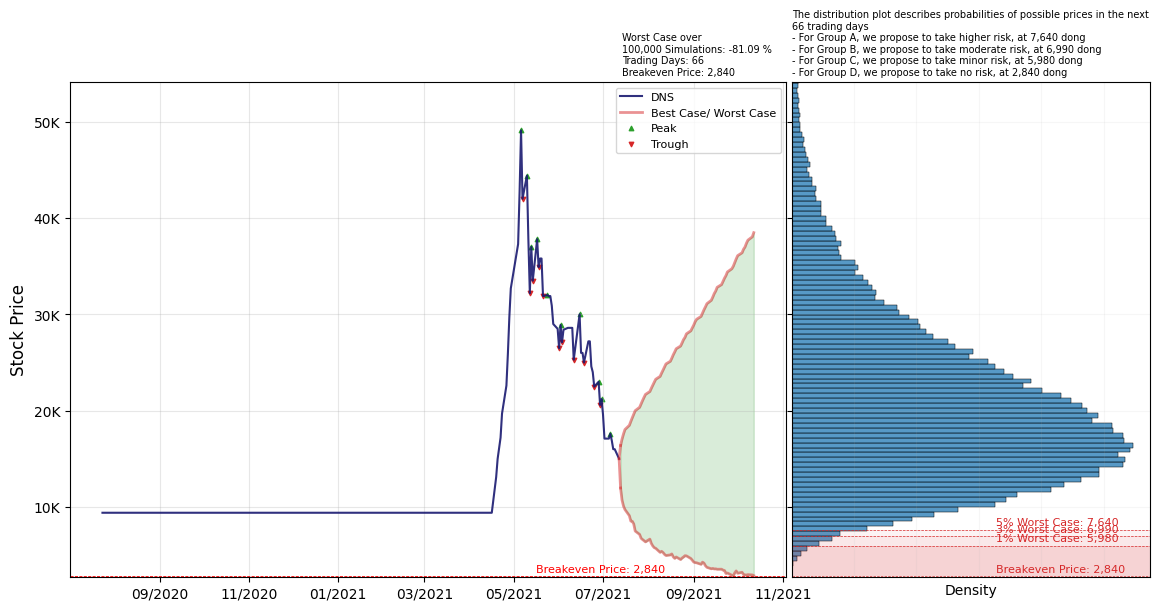 The distribution plot describes probabilities of possible prices in the next
66 trading days
- For Group A, we propose to take higher risk, at 7,640 dong
- For Group B, we propose to take moderate risk, at 6,990 dong
- For Group C, we propose to take minor risk, at 5,980 dong
- For Group D, we propose to take no risk, at 2,840 dong
Worst Case over
100,000 Simulations: -81.09 %
Trading Days: 66
Breakeven Price: 2,840
DNS
Best Case/ Worst Case
Peak
Trough
Stock Price
50K
40K
30K
20K
10K
5% Worst Case: 7,640
3% Worst Case: 6,990
1% Worst Case: 5,980
Breakeven Price: 2,840
Breakeven Price: 2,840
09/2020
11/2020
01/2021
03/2021
05/2021
07/2021
09/2021
11/2021
Density